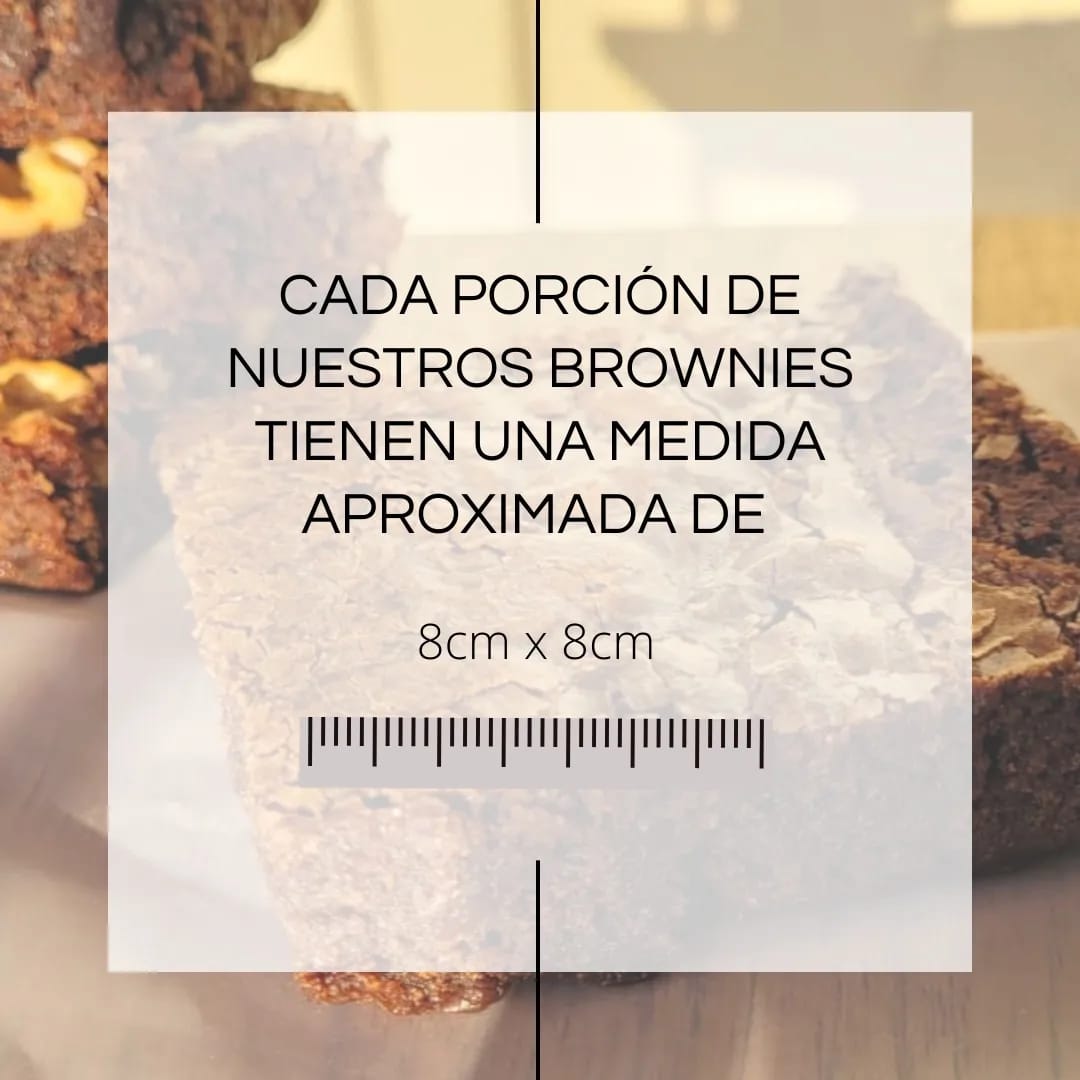 CADA PORCIÓN DE
NUESTROS BROWNIES
TIENEN UNA MEDIDA
APROXIMADA DE
8cm x 8cm